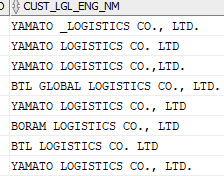 CUST_LGL_ENG_NM
YAMATO _LOGISTICS CO., LTD.
YAMATO LOGISTICS CO. LTD
YAMATO LOGISTICS CO.,LTD.
BTL GLOBAL LOGISTICS CO., LTD.
YAMATO LOGISTICS CO., LTD
BORAM LOGISTICS CO., LTD
BTL LOGISTICS CO. LTD
YAMATO LOGISTICS CO., LTD.